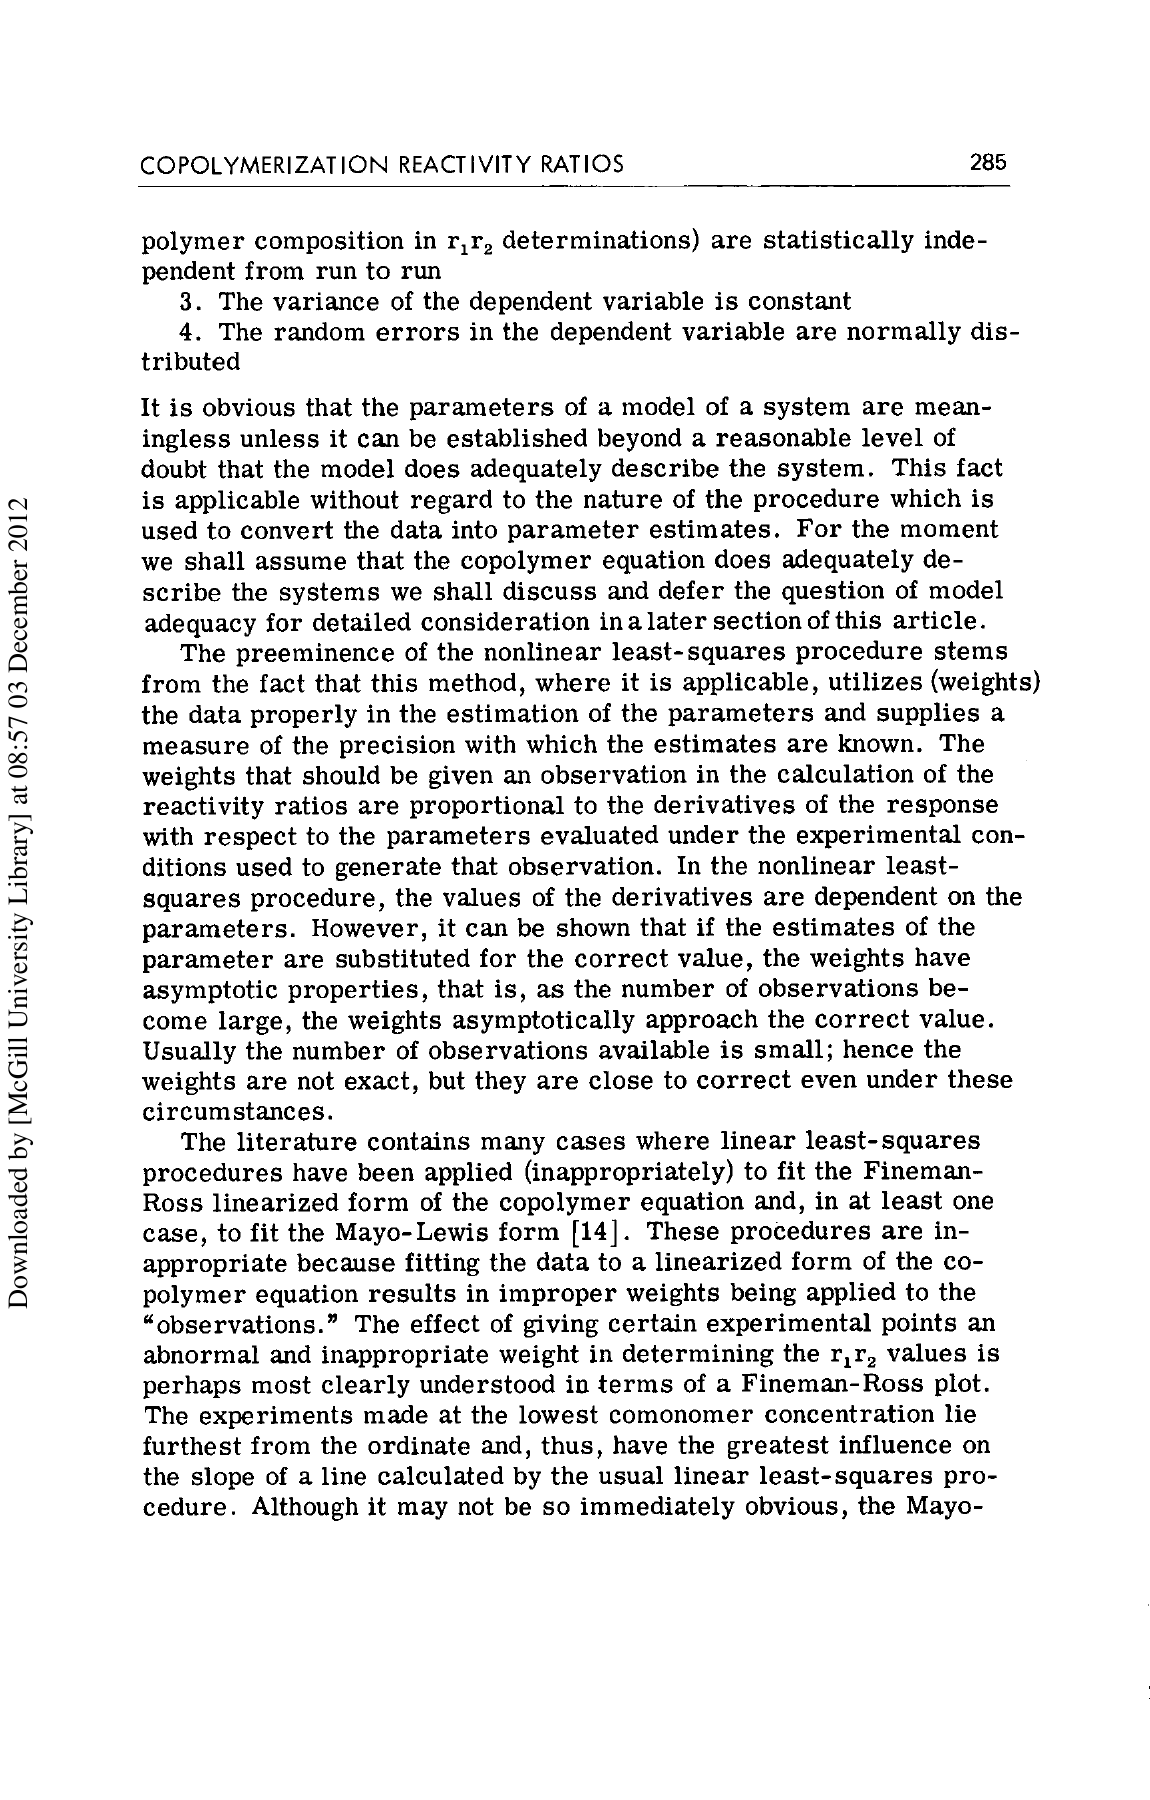 COPOLYMERIZATION REACTIVITY RATIOS 285
polymer composition in r₁r₂ determinations) are statistically inde-
pendent from run to run
3. The variance of the dependent variable is constant
4. The random errors in the dependent variable are normally dis-
tributed
It is obvious that the parameters of a model of a system are mean-
ingless unless it can be established beyond a reasonable level of
doubt that the model does adequately describe the system. This fact
is applicable without regard to the nature of the procedure which is
used to convert the data into parameter estimates. For the moment
we shall assume that the copolymer equation does adequately de-
scribe the systems we shall discuss and defer the question of model
adequacy for detailed consideration in a later section of this article.
The preeminence of the nonlinear least-squares procedure stems
from the fact that this method, where it is applicable, utilizes (weights)
the data properly in the estimation of the parameters and supplies a
measure of the precision with which the estimates are known. The
weights that should be given an observation in the calculation of the
reactivity ratios are proportional to the derivatives of the response
with respect to the parameters evaluated under the experimental con-
ditions used to generate that observation. In the nonlinear least-
squares procedure, the values of the derivatives are dependent on the
parameters. However, it can be shown that if the estimates of the
parameter are substituted for the correct value, the weights have
asymptotic properties, that is, as the number of observations be-
come large, the weights asymptotically approach the correct value.
Usually the number of observations available is small; hence the
weights are not exact, but they are close to correct even under these
circumstances.
The literature contains many cases where linear least-squares
procedures have been applied (inappropriately) to fit the Fineman-
Ross linearized form of the copolymer equation and, in at least one
case, to fit the Mayo-Lewis form [14]. These procedures are in-
appropriate because fitting the data to a linearized form of the co-
polymer equation results in improper weights being applied to the
“observations.” The effect of giving certain experimental points an
abnormal and inappropriate weight in determining the r₁r₂ values is
perhaps most clearly understood in terms of a Fineman-Ross plot.
The experiments made at the lowest comonomer concentration lie
furthest from the ordinate and, thus, have the greatest influence on
the slope of a line calculated by the usual linear least-squares pro-
cedure. Although it may not be so immediately obvious, the Mayo-
Downloaded by [McGill University Library] at 08:57 03 December 2012